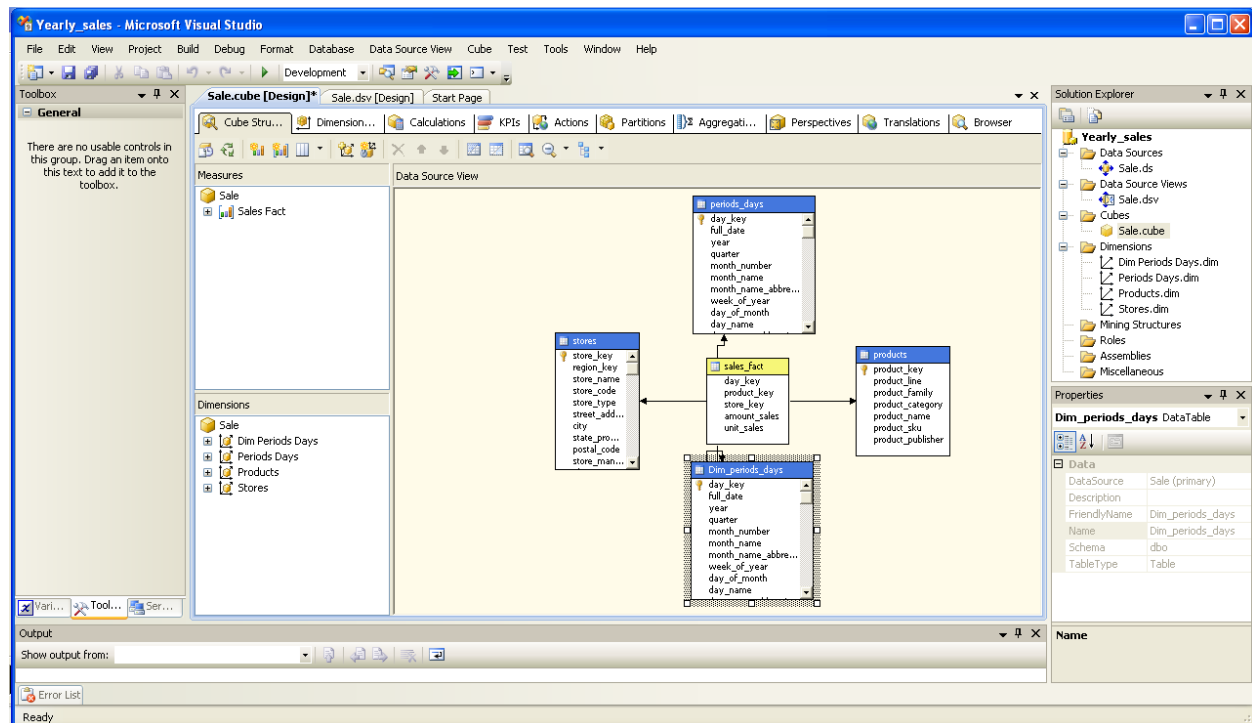 Yearly_sales - Microsoft Visual Studio
File Edit View Project Build Debug Format Database Data Source View Cube Test Tools Window Help
Development
Toolbox
General
There are no usable controls in
this group. Drag an item onto
this text to add it to the
toolbox.
Vari... Tool... Ser...
Sale.cube [Design]* Sale.dsv [Design] Start Page
Cube Stru... Dimension... Calculations KPIs Actions Partitions Aggregati... Perspectives Translations Browser
Measures
Sale
Sales Fact
Dimensions
Sale
Dim Periods Days
Periods Days
Products
Stores
Data Source View
periods_days
day_key
full_date
year
quarter
month_number
month_name
month_name_abbre...
week_of_year
day_of_month
day_name
stores
store_key
region_key
store_name
store_code
store_type
street_add...
city
state_pro...
postal_code
store_man...
sales_fact
day_key
product_key
store_key
amount_sales
unit_sales
products
product_key
product_line
product_family
product_category
product_name
product_sku
product_publisher
Dim_periods_days
day_key
full_date
year
quarter
month_number
month_name
month_name_abbre...
week_of_year
day_of_month
day_name
Solution Explorer
Yearly_sales
Data Sources
Sale.ds
Data Source Views
Sale.dsv
Cubes
Sale.cube
Dimensions
Dim Periods Days.dim
Periods Days.dim
Products.dim
Stores.dim
Mining Structures
Roles
Assemblies
Miscellaneous
Properties
Dim_periods_days DataTable
Data
DataSource Sale (primary)
Description
FriendlyName Dim_periods_days
Name Dim_periods_days
Schema dbo
TableType Table
Name
Output
Show output from:
Error List
Ready